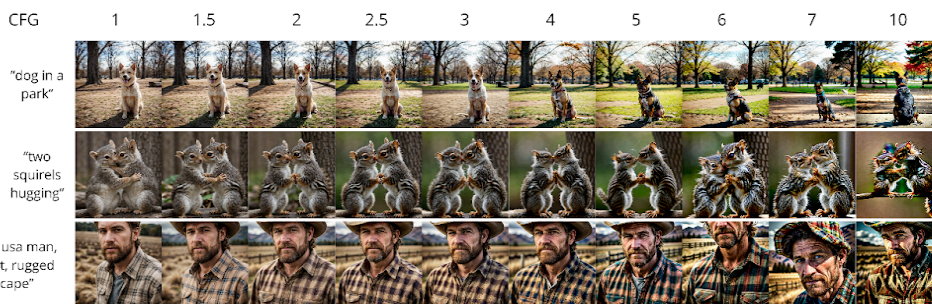 CFG 1 1.5 2 2.5 3 4 5 6 7 10
"dog in a
park"
"two
squirels
hugging"
usa man,
t, rugged
cape"